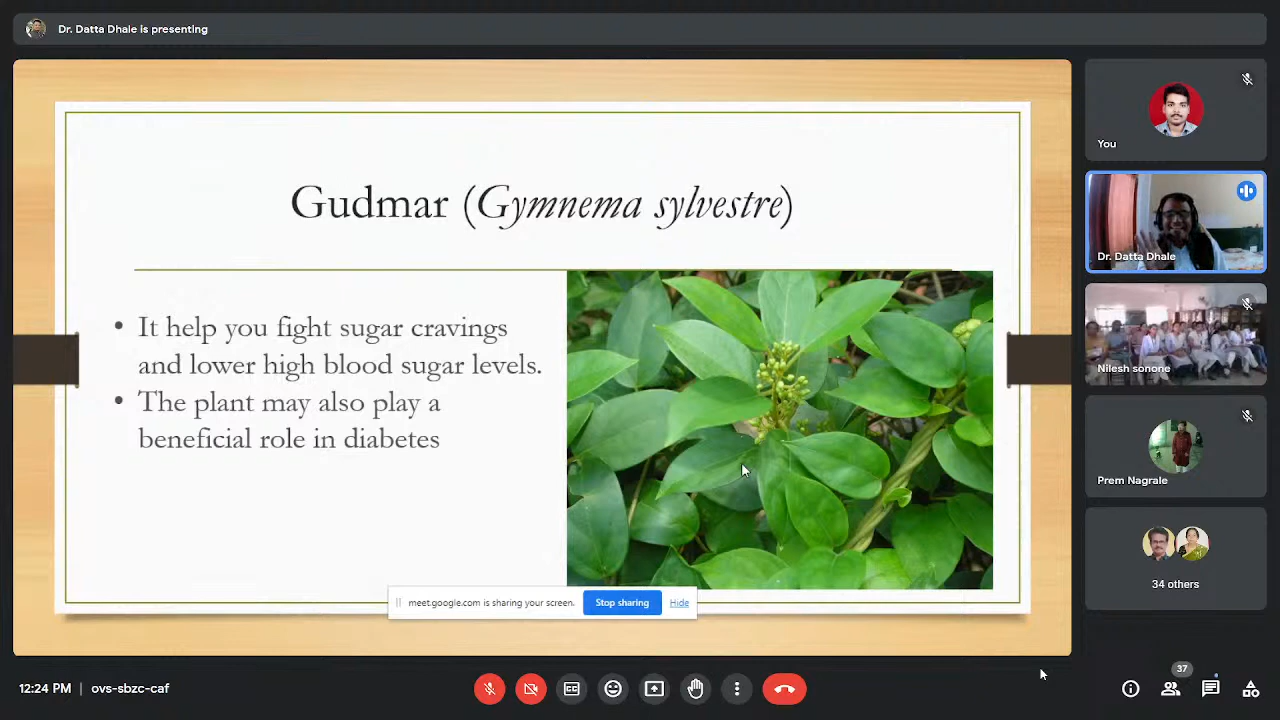 Dr. Datta Dhale is presenting
Gudmar (Gymnema sylvestre)
• It help you fight sugar cravings
and lower high blood sugar levels.
• The plant may also play a
beneficial role in diabetes
meet.google.com is sharing your screen.
Stop sharing
Hide
You
Dr. Datta Dhale
Nilesh sonone
Prem Nagrale
34 others
12:24 PM | ovs-sbzc-caf
37